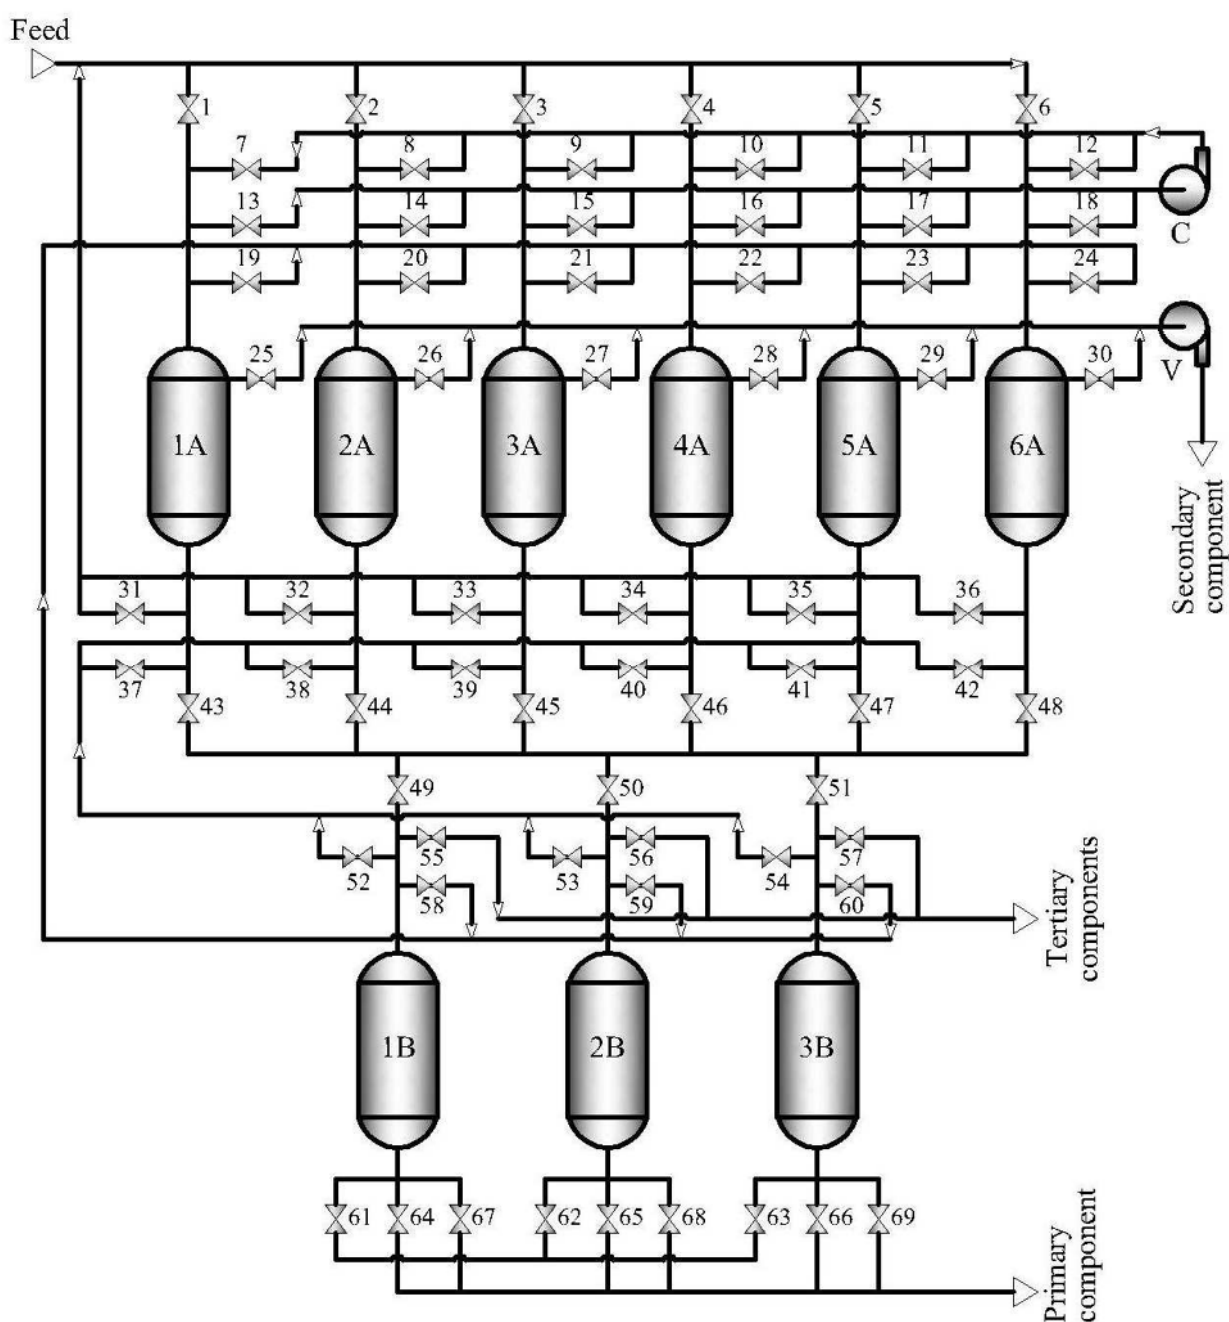 Feed
1 2 3 4 5 6
7 8 9 10 11 12
13 14 15 16 17 18
C
19 20 21 22 23 24
25 26 27 28 29 30
V
1A 2A 3A 4A 5A 6A
Secondary
component
31 32 33 34 35 36
37 38 39 40 41 42
43 44 45 46 47 48
49 50 51
55 56 57
52 53 54
58 59 60
Tertiary
components
1B 2B 3B
61 64 67 62 65 68 63 66 69
Primary
component